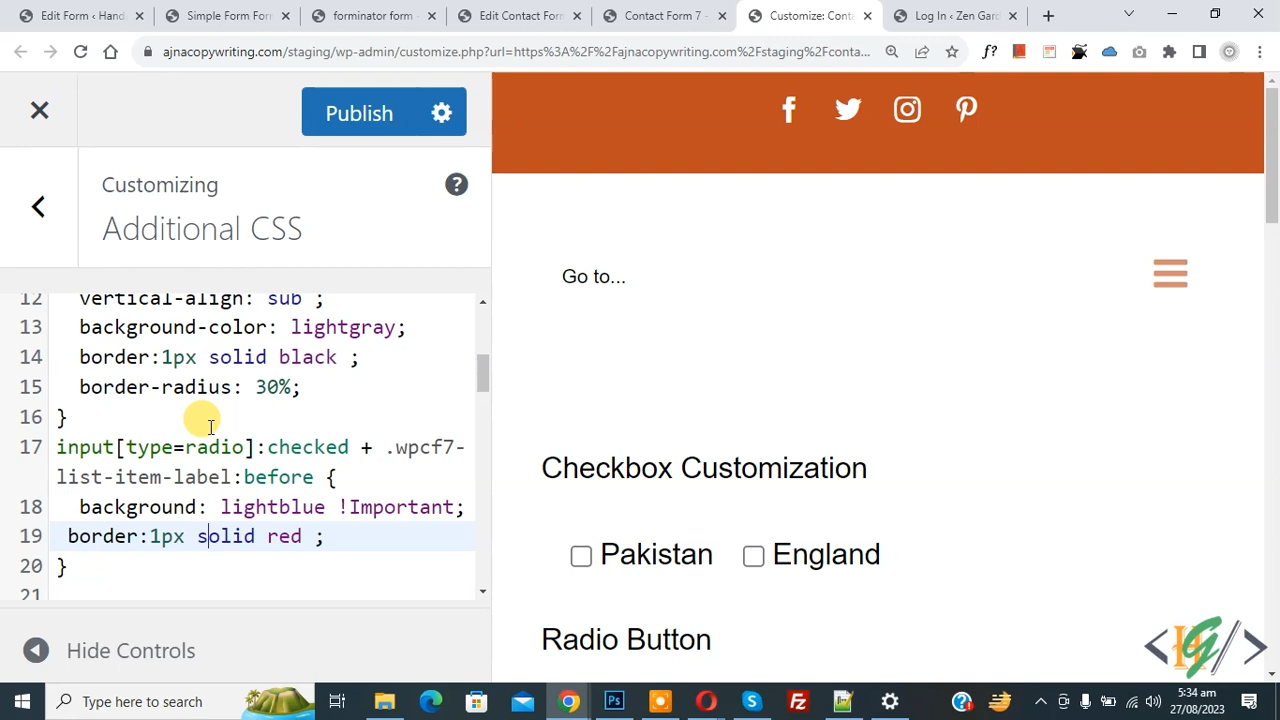 Edit Form ‹ Hand
Simple Form For
forminator form -
Edit Contact Form
Contact Form 7 -
Customize: Conta
Log In ‹ Zen Gard
ajnacopywriting.com/staging/wp-admin/customize.php?url=https%3A%2F%2Fajnacopywriting.com%2Fstaging%2Fconta...
f?
Publish
Customizing
Additional CSS
12 vertical-align: sub ;
13 background-color: lightgray;
14 border:1px solid black ;
15 border-radius: 30%;
16 }
17 input[type=radio]:checked + .wpcf7-
list-item-label:before {
18 background: lightblue !Important;
19 border:1px solid red ;
20 }
21
Hide Controls
Go to...
Checkbox Customization
Pakistan England
Radio Button
Type here to search
5:34 am
27/08/2023